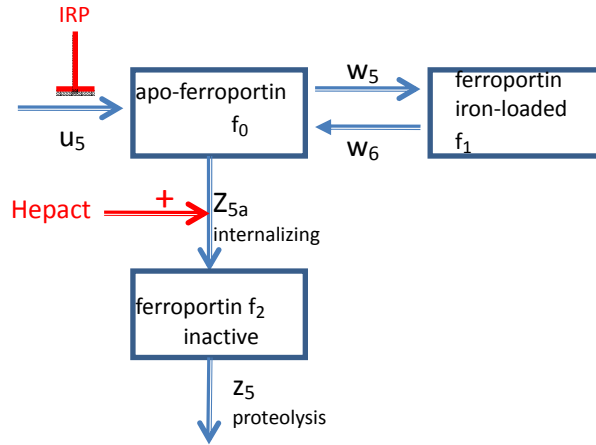 IRP
u5
apo-ferroportin
f0
w5
w6
ferroportin
iron-loaded
f1
Hepact
+
Z5a
internalizing
ferroportin f2
inactive
z5
proteolysis